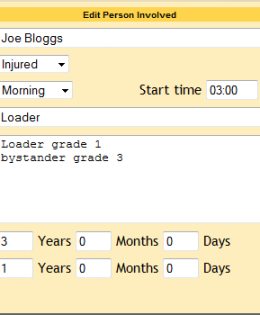 Edit Person Involved
Joe Bloggs
Injured
Morning Start time 03:00
Loader
Loader grade 1
bystander grade 3
3 Years 0 Months 0 Days
1 Years 0 Months 0 Days